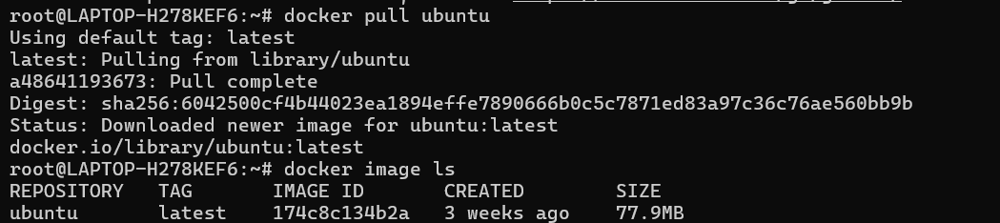 root@LAPTOP-H278KEF6:~# docker pull ubuntu
Using default tag: latest
latest: Pulling from library/ubuntu
a48641193673: Pull complete
Digest: sha256:6042500cf4b44023ea1894effe7890666b0c5c7871ed83a97c36c76ae560bb9b
Status: Downloaded newer image for ubuntu:latest
docker.io/library/ubuntu:latest
root@LAPTOP-H278KEF6:~# docker image ls
REPOSITORY   TAG       IMAGE ID       CREATED        SIZE
ubuntu       latest    174c8c134b2a   3 weeks ago    77.9MB